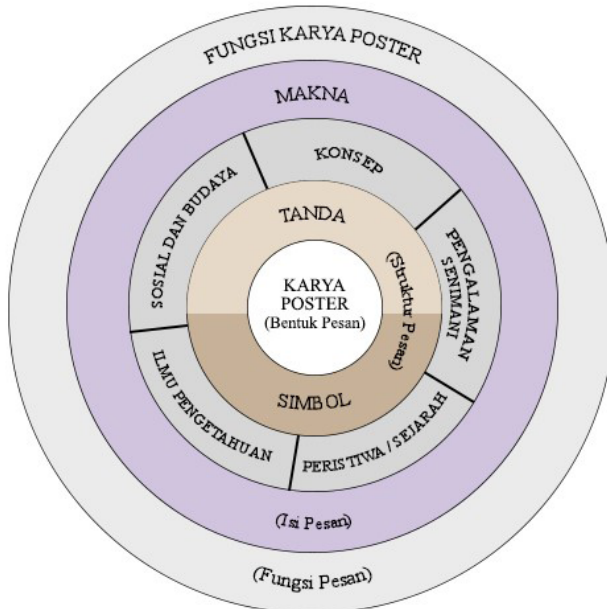 FUNGSI KARYA POSTER
MAKNA
KONSEP
SOSIAL DAN BUDAYA
TANDA
PENGALAMAN
SENIMANI
(Struktur Pesan)
KARYA
POSTER
(Bentuk Pesan)
SIMBOL
ILMU PENGETAHUAN
PERISTIWA / SEJARAH
(Isi Pesan)
(Fungsi Pesan)